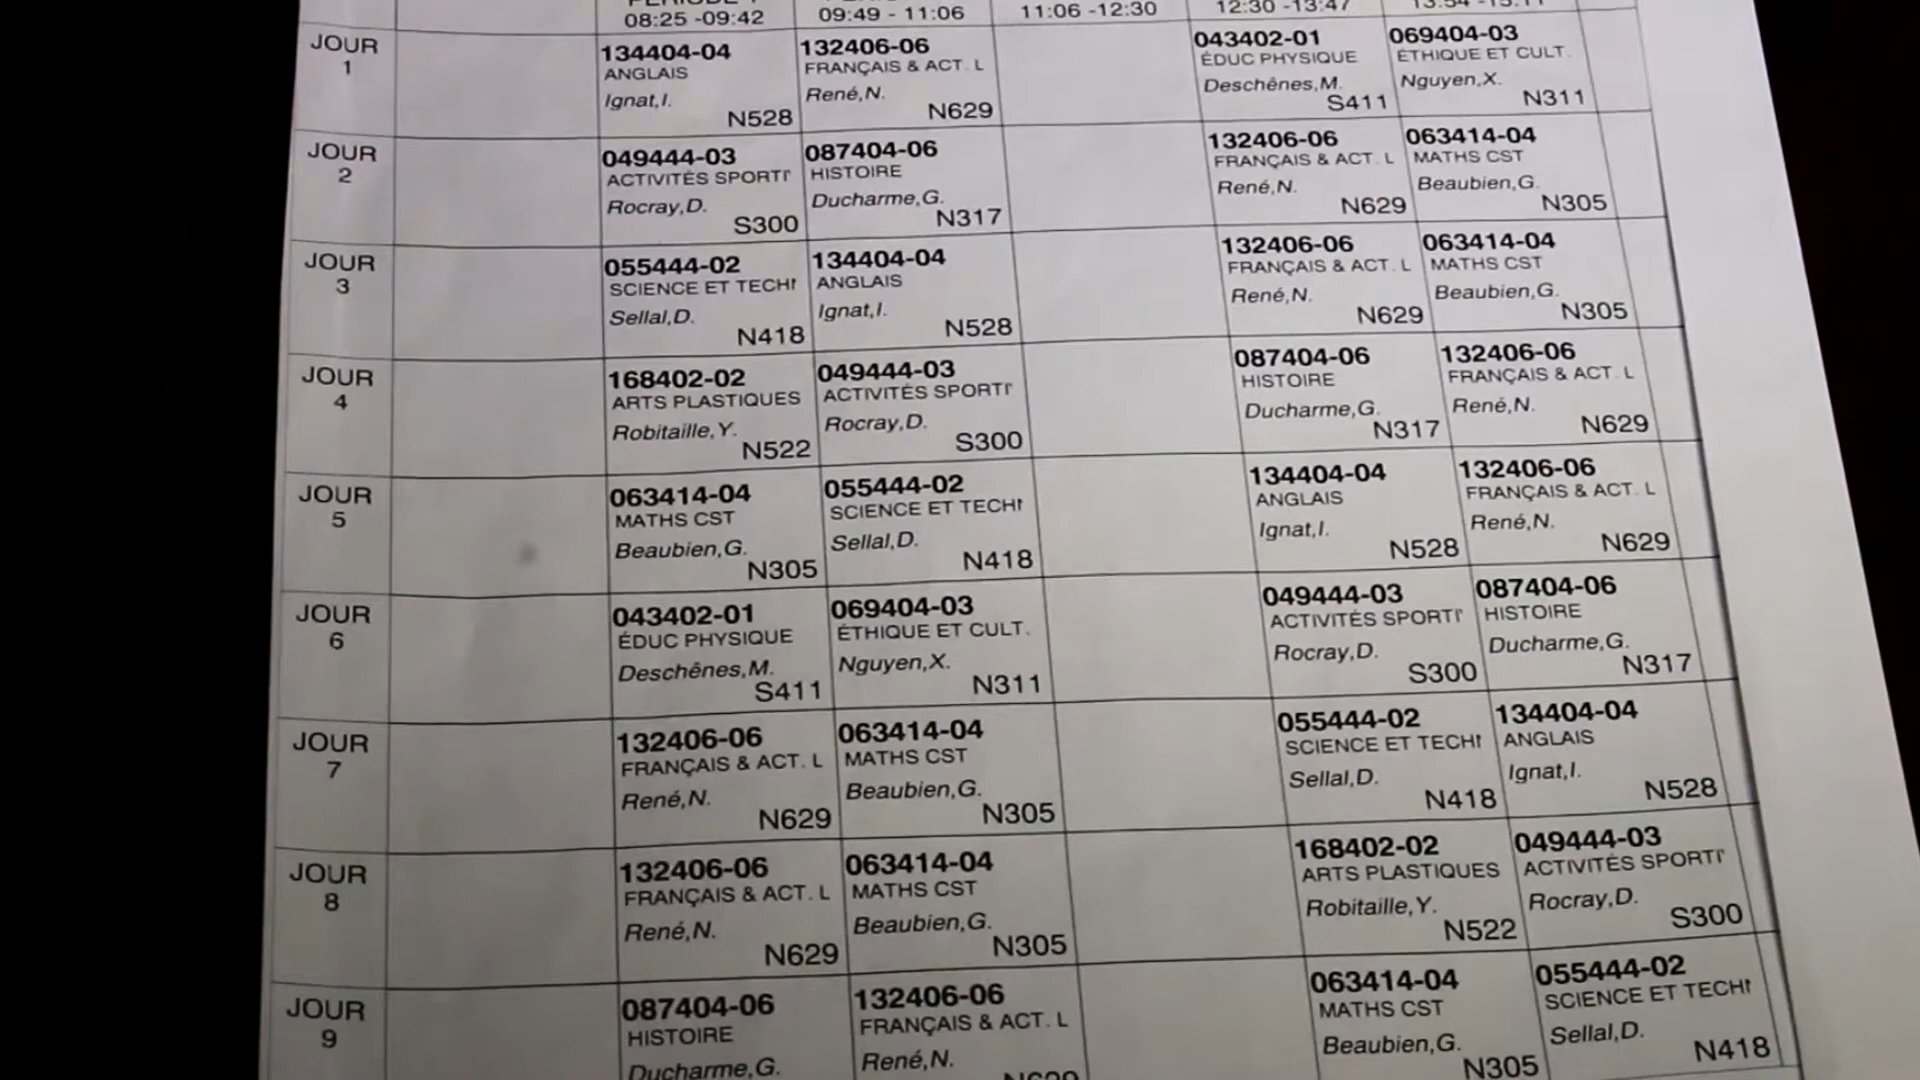 08:25 -09:42
09:49 - 11:06
11:06 -12:30
12:30 -13:47
JOUR
1
134404-04
ANGLAIS
Ignat,I.
N528
132406-06
FRANÇAIS & ACT. L
René,N.
N629
043402-01
ÉDUC PHYSIQUE
Deschênes,M.
S411
069404-03
ÉTHIQUE ET CULT.
Nguyen,X.
N311
JOUR
2
049444-03
ACTIVITÉS SPORTI
Rocray,D.
S300
087404-06
HISTOIRE
Ducharme,G.
N317
132406-06
FRANÇAIS & ACT. L
René,N.
N629
063414-04
MATHS CST
Beaubien,G.
N305
JOUR
3
055444-02
SCIENCE ET TECH
Sellal,D.
N418
134404-04
ANGLAIS
Ignat,I.
N528
132406-06
FRANÇAIS & ACT. L
René,N.
N629
063414-04
MATHS CST
Beaubien,G.
N305
JOUR
4
168402-02
ARTS PLASTIQUES
Robitaille,Y.
N522
049444-03
ACTIVITÉS SPORTI
Rocray,D.
S300
087404-06
HISTOIRE
Ducharme,G.
N317
132406-06
FRANÇAIS & ACT. L
René,N.
N629
JOUR
5
063414-04
MATHS CST
Beaubien,G.
N305
055444-02
SCIENCE ET TECH
Sellal,D.
N418
134404-04
ANGLAIS
Ignat,I.
N528
132406-06
FRANÇAIS & ACT. L
René,N.
N629
JOUR
6
043402-01
ÉDUC PHYSIQUE
Deschênes,M.
S411
069404-03
ÉTHIQUE ET CULT.
Nguyen,X.
N311
049444-03
ACTIVITÉS SPORTI
Rocray,D.
S300
087404-06
HISTOIRE
Ducharme,G.
N317
JOUR
7
132406-06
FRANÇAIS & ACT. L
René,N.
N629
063414-04
MATHS CST
Beaubien,G.
N305
055444-02
SCIENCE ET TECH
Sellal,D.
N418
134404-04
ANGLAIS
Ignat,I.
N528
JOUR
8
132406-06
FRANÇAIS & ACT. L
René,N.
N629
063414-04
MATHS CST
Beaubien,G.
N305
168402-02
ARTS PLASTIQUES
Robitaille,Y.
N522
049444-03
ACTIVITÉS SPORTI
Rocray,D.
S300
JOUR
9
087404-06
HISTOIRE
Ducharme,G.
132406-06
FRANÇAIS & ACT. L
René,N.
063414-04
MATHS CST
Beaubien,G.
N305
055444-02
SCIENCE ET TECH
Sellal,D.
N418